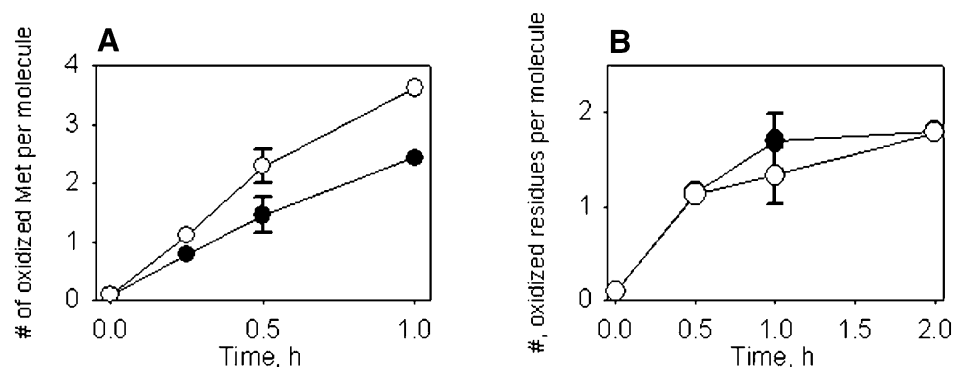 A
# of oxidized Met per molecule
4
3
2
1
0
0.0 0.5 1.0
Time, h
B
#, oxidized residues per molecule
2
1
0
0.0 0.5 1.0 1.5 2.0
Time, h